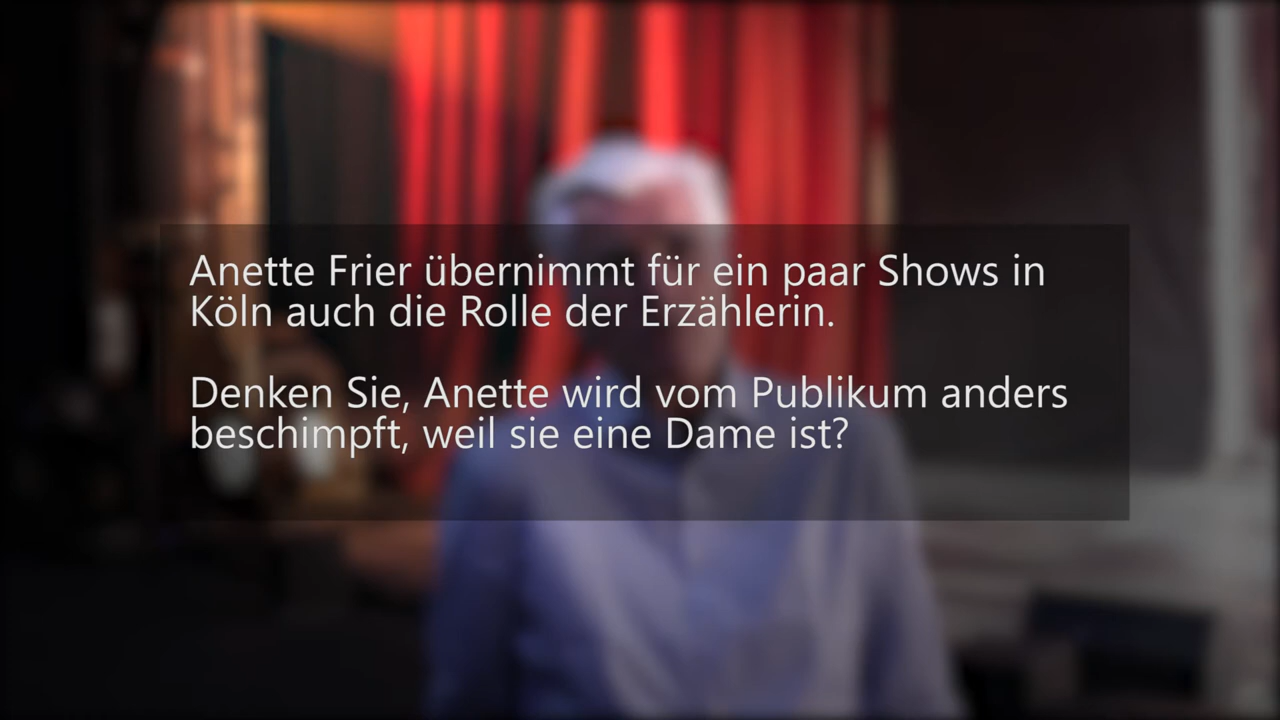 Anette Frier übernimmt für ein paar Shows in
Köln auch die Rolle der Erzählerin.
Denken Sie, Anette wird vom Publikum anders
beschimpft, weil sie eine Dame ist?